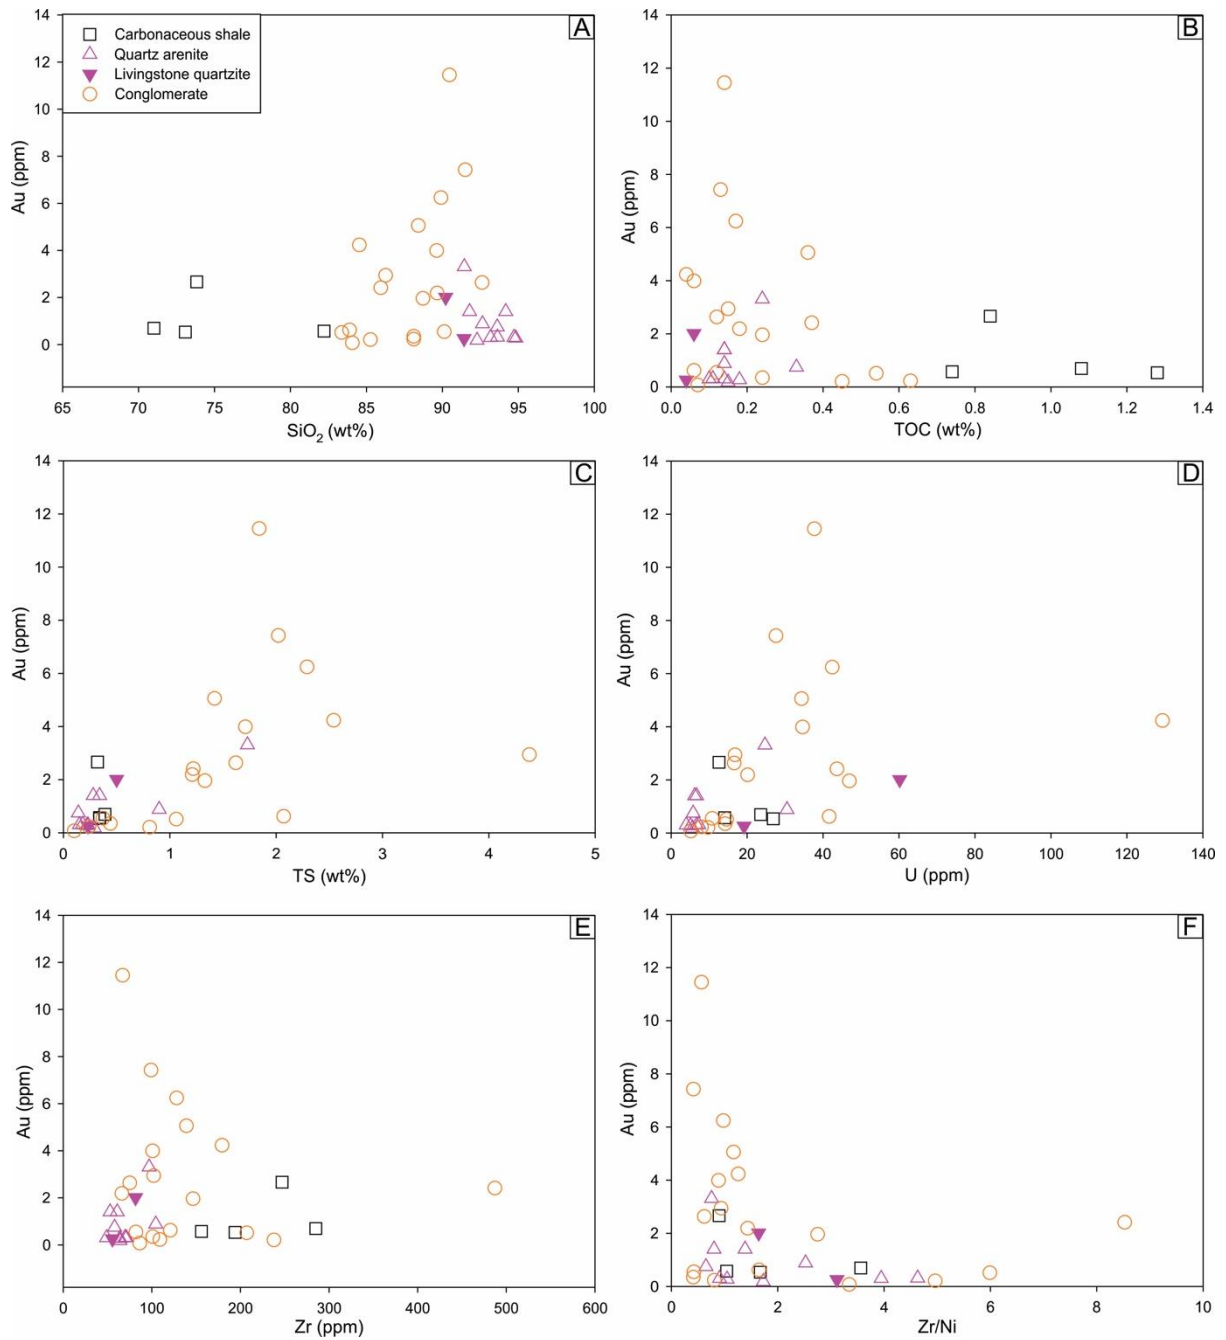 A
Carbonaceous shale
Quartz arenite
Livingstone quartzite
Conglomerate
14
12
10
8
6
4
2
0
Au (ppm)
65 70 75 80 85 90 95 100
SiO2 (wt%)
B
14
12
10
8
6
4
2
0
Au (ppm)
0.0 0.2 0.4 0.6 0.8 1.0 1.2 1.4
TOC (wt%)
C
14
12
10
8
6
4
2
0
Au (ppm)
0 1 2 3 4 5
TS (wt%)
D
14
12
10
8
6
4
2
0
Au (ppm)
0 20 40 60 80 100 120 140
U (ppm)
E
14
12
10
8
6
4
2
0
Au (ppm)
0 100 200 300 400 500 600
Zr (ppm)
F
14
12
10
8
6
4
2
0
Au (ppm)
0 2 4 6 8 10
Zr/Ni